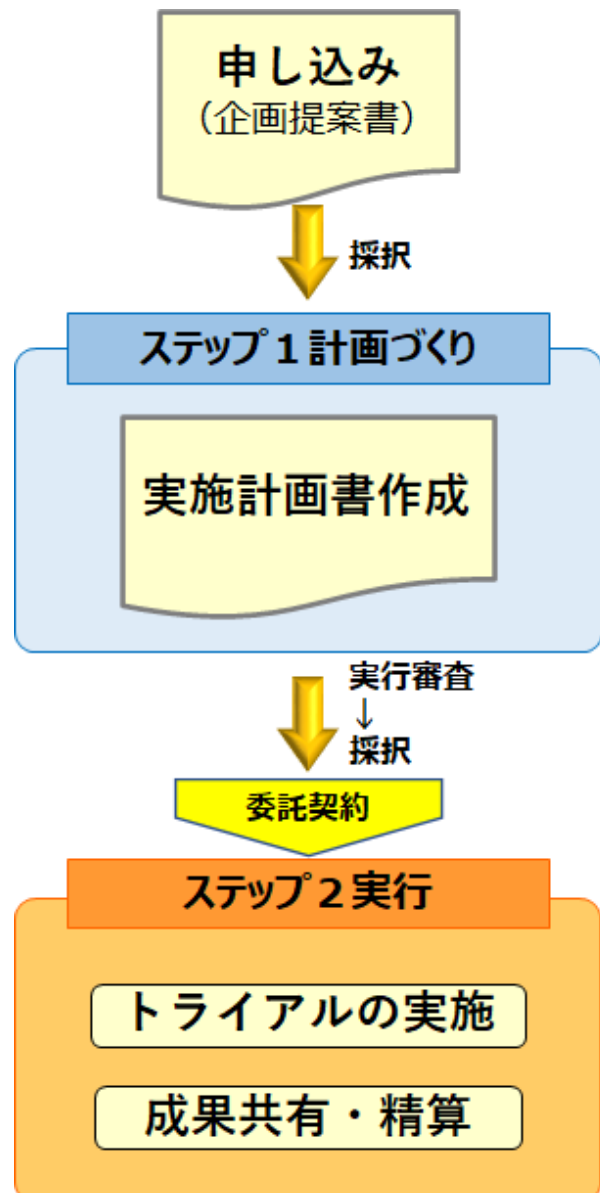 申し込み
（企画提案書）
採択
ステップ１計画づくり
実施計画書作成
実行審査
↓
採択
委託契約
ステップ２実行
トライアルの実施
成果共有・精算